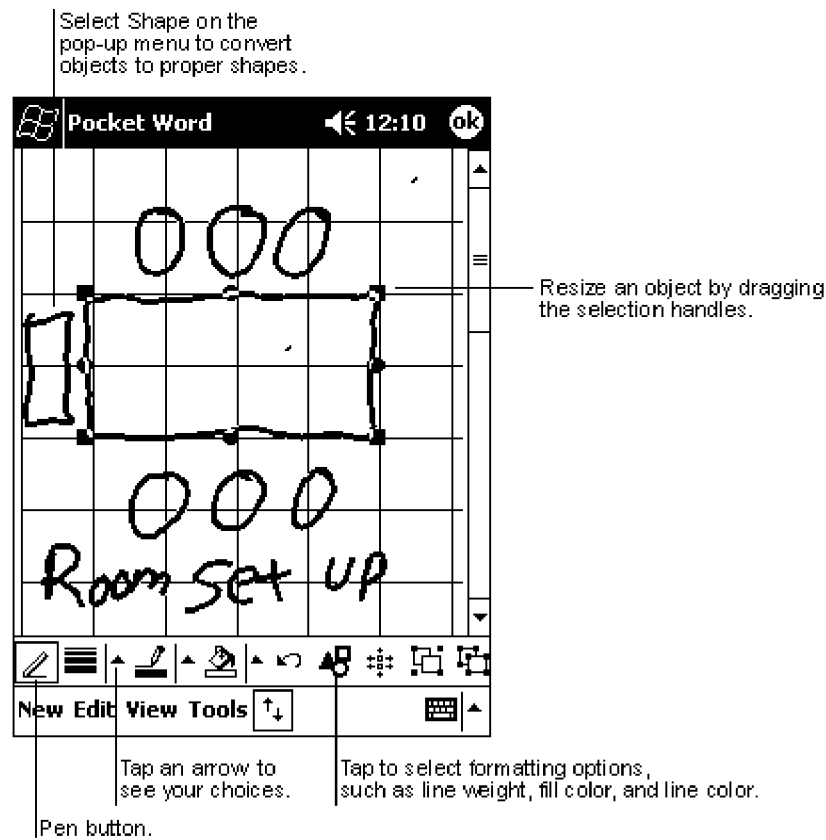 Select Shape on the
pop-up menu to convert
objects to proper shapes.
Pocket Word 12:10 ok
Resize an object by dragging
the selection handles.
Room Set up
New Edit View Tools
Tap an arrow to
see your choices.
Tap to select formatting options,
such as line weight, fill color, and line color.
Pen button.